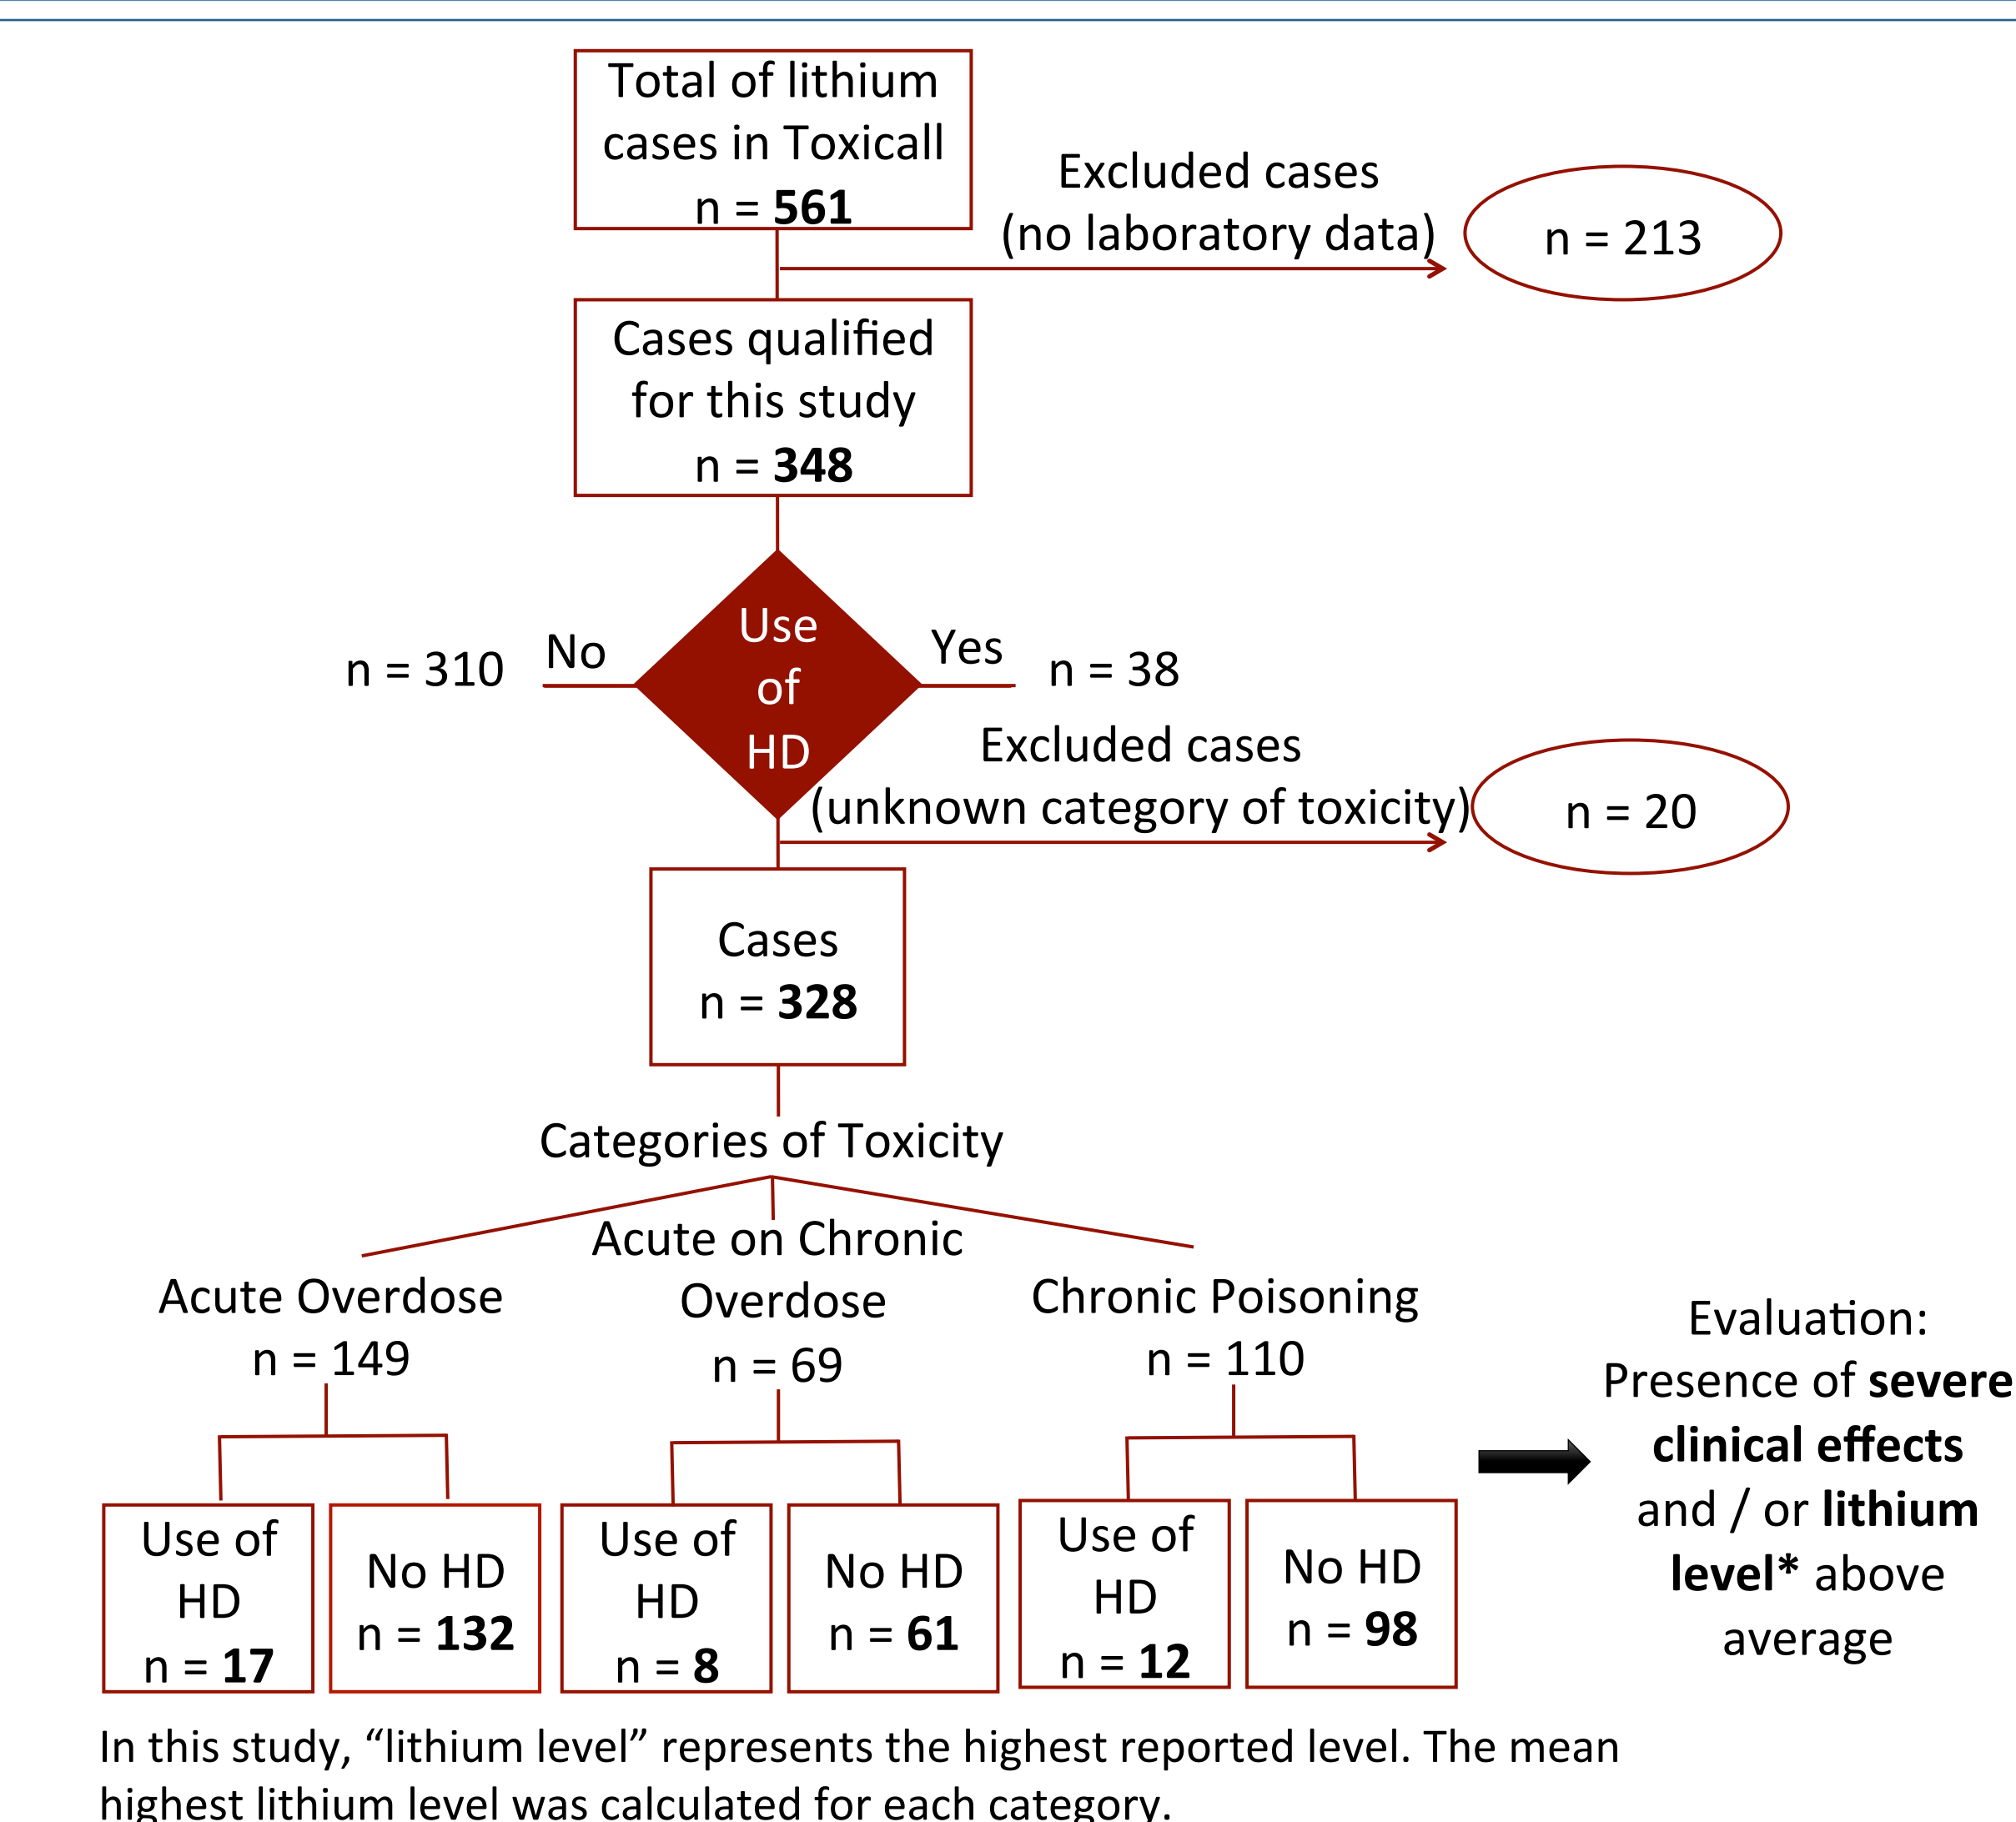 Total of lithium
cases in Toxicall
n = 561
Excluded cases
(no laboratory data)
n = 213
Cases qualified
for this study
n = 348
Use
of
HD
No
n = 310
Yes
n = 38
Excluded cases
(unknown category of toxicity)
n = 20
Cases
n = 328
Categories of Toxicity
Acute Overdose
n = 149
Acute on Chronic
Overdose
n = 69
Chronic Poisoning
n = 110
Use of
HD
n = 17
No HD
n = 132
Use of
HD
n = 8
No HD
n = 61
Use of
HD
n = 12
No HD
n = 98
Evaluation:
Presence of severe
clinical effects
and / or lithium
level* above
average
In this study, “lithium level” represents the highest reported level. The mean
highest lithium level was calculated for each category.